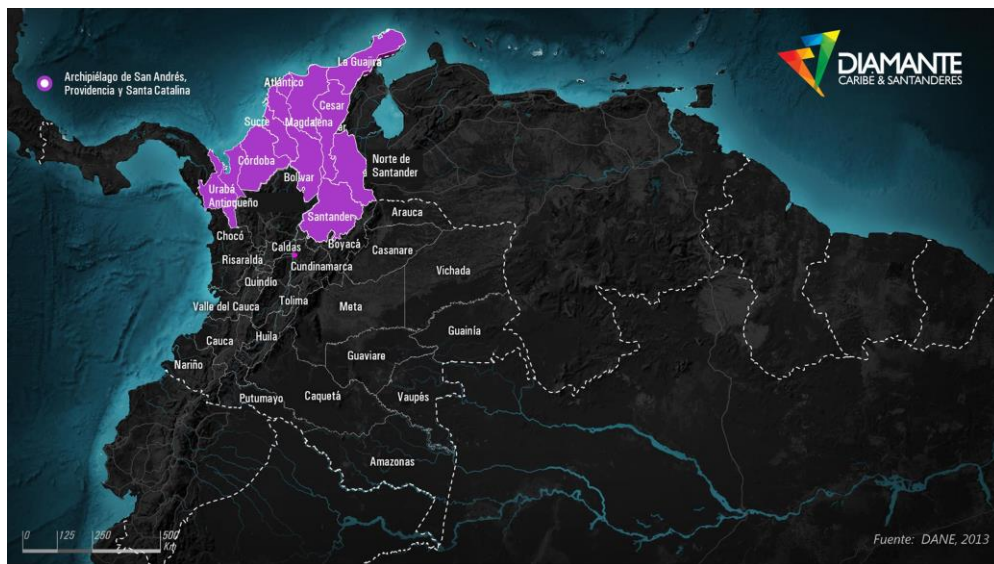 Archipiélago de San Andrés,
Providencia y Santa Catalina
DIAMANTE
CARIBE & SANTANDERES
La Guajira
Atlántico
Cesar
Sucre
Magdalena
Córdoba
Norte de
Santander
Bolívar
Urabá
Antioqueño
Santander
Arauca
Chocó
Caldas
Boyacá
Casanare
Risaralda
Cundinamarca
Vichada
Quindio
Tolima
Valle del Cauca
Meta
Cauca
Huila
Guainía
Guaviare
Nariño
Putumayo
Caquetá
Vaupés
Amazonas
0 125 250 500
Km
Fuente: DANE, 2013